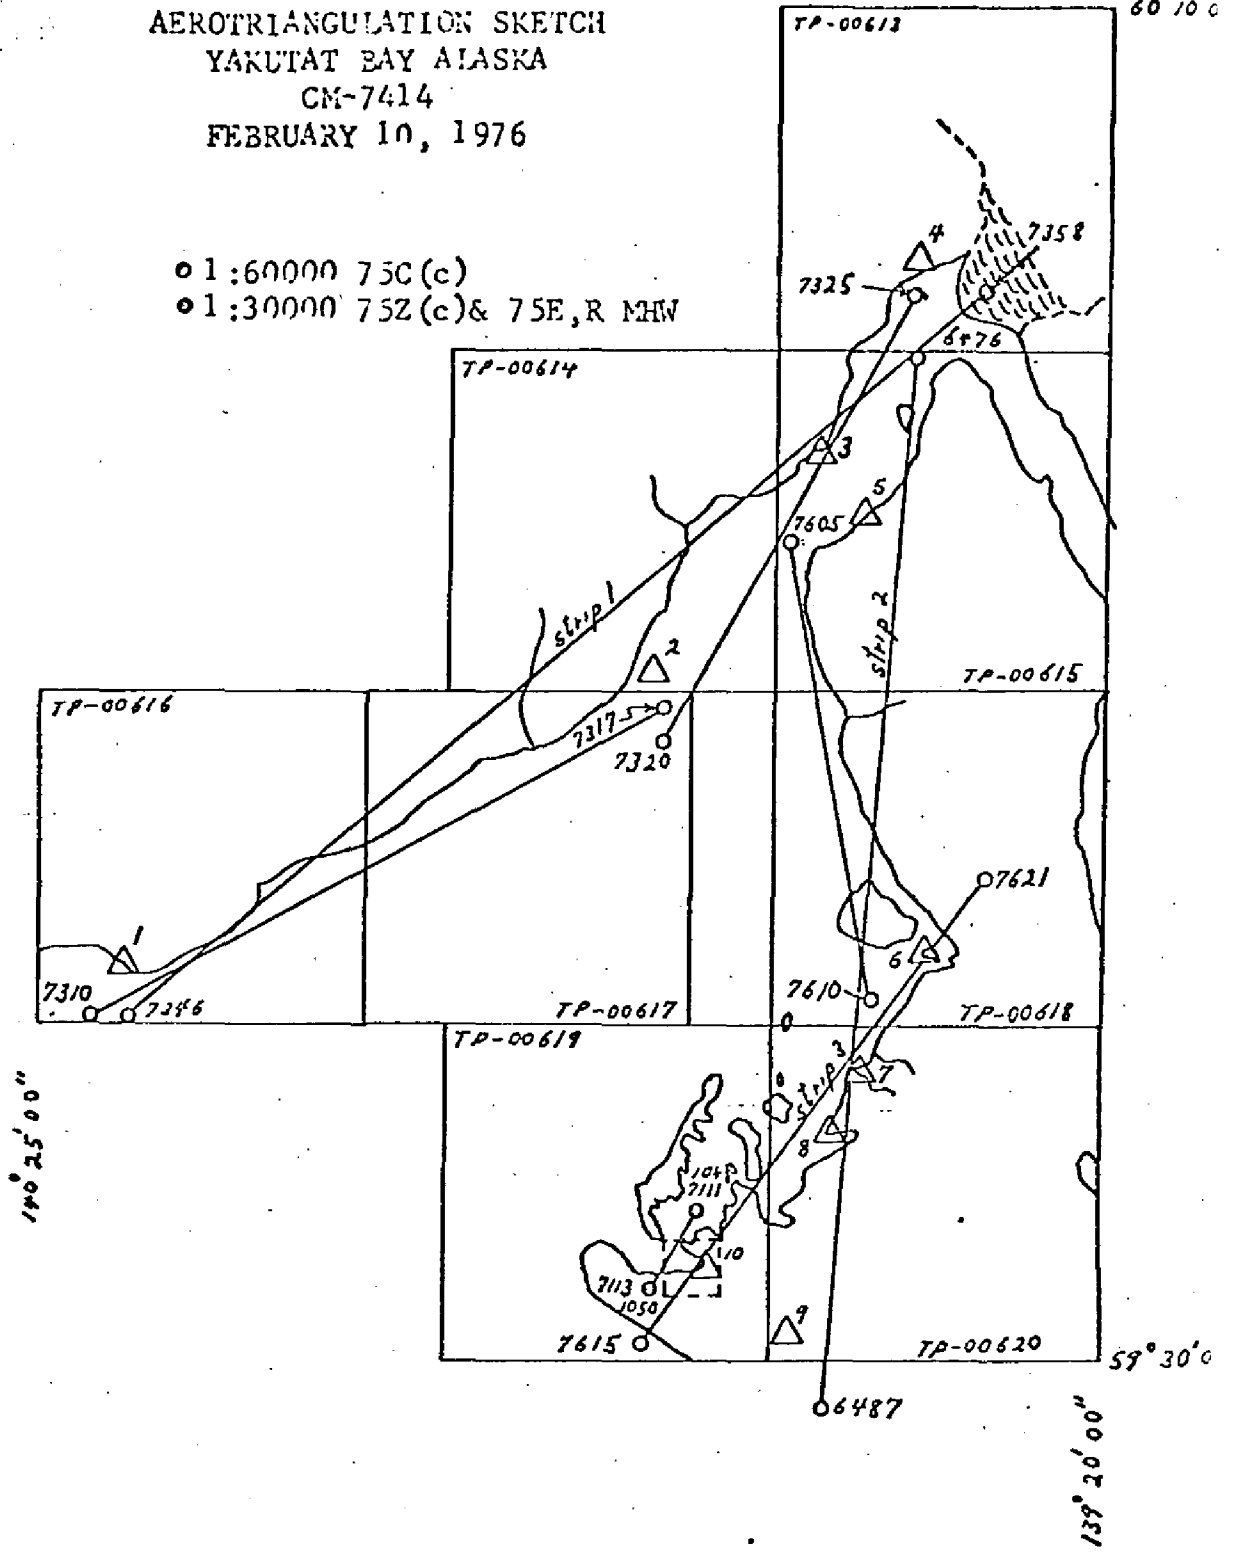 AEROTRIANGULATION SKETCH
YAKUTAT BAY ALASKA
CM-7414
FEBRUARY 10, 1976
1:60000 75C(c)
1:30000 75Z(c)& 75E,R MHW
60 10 0
TP-00613
4
7358
7325
6476
TP-00614
3
5
7605
strip 1
strip 2
2
TP-00615
TP-00616
7317
7320
7621
1
6
7310
7346
7610
TP-00617
TP-00618
TP-00619
strip 3
7
8
7111
110
7113
1050
9
7615
TP-00620
59° 30' 0
6487
140° 25' 00"
139° 20' 00"